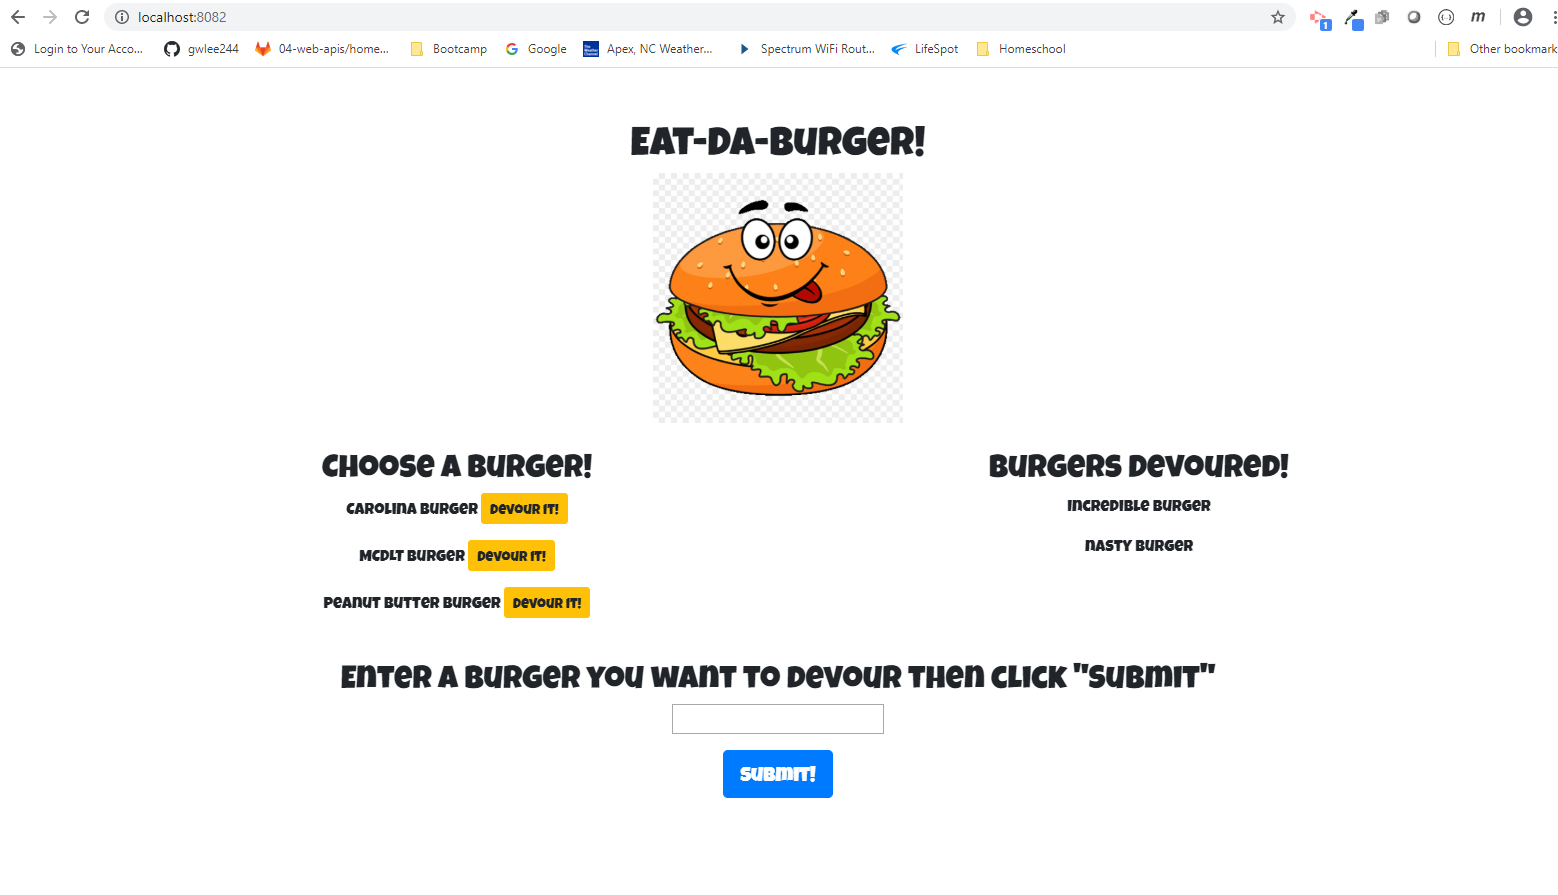 localhost:8082
Login to Your Acco... gwlee244 04-web-apis/home... Bootcamp Google Apex, NC Weather... Spectrum WiFi Rout... LifeSpot Homeschool Other bookmark
Eat-Da-Burger!
Choose a Burger!
Carolina Burger Devour it!
McDLT Burger Devour it!
Peanut Butter Burger Devour it!
Burgers Devoured!
Incredible Burger
Nasty Burger
Enter a burger you want to devour then click "Submit"
Submit!